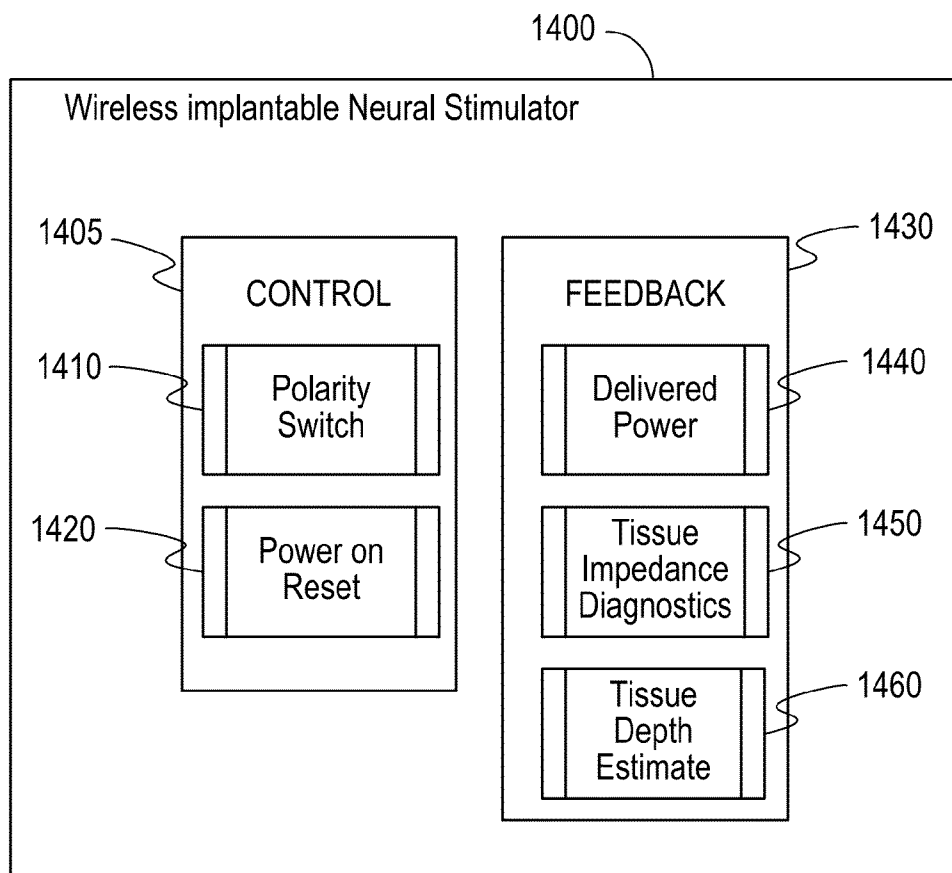 1400
Wireless implantable Neural Stimulator
1405
CONTROL
1410
Polarity
Switch
1420
Power on
Reset
1430
FEEDBACK
1440
Delivered
Power
1450
Tissue
Impedance
Diagnostics
1460
Tissue
Depth
Estimate